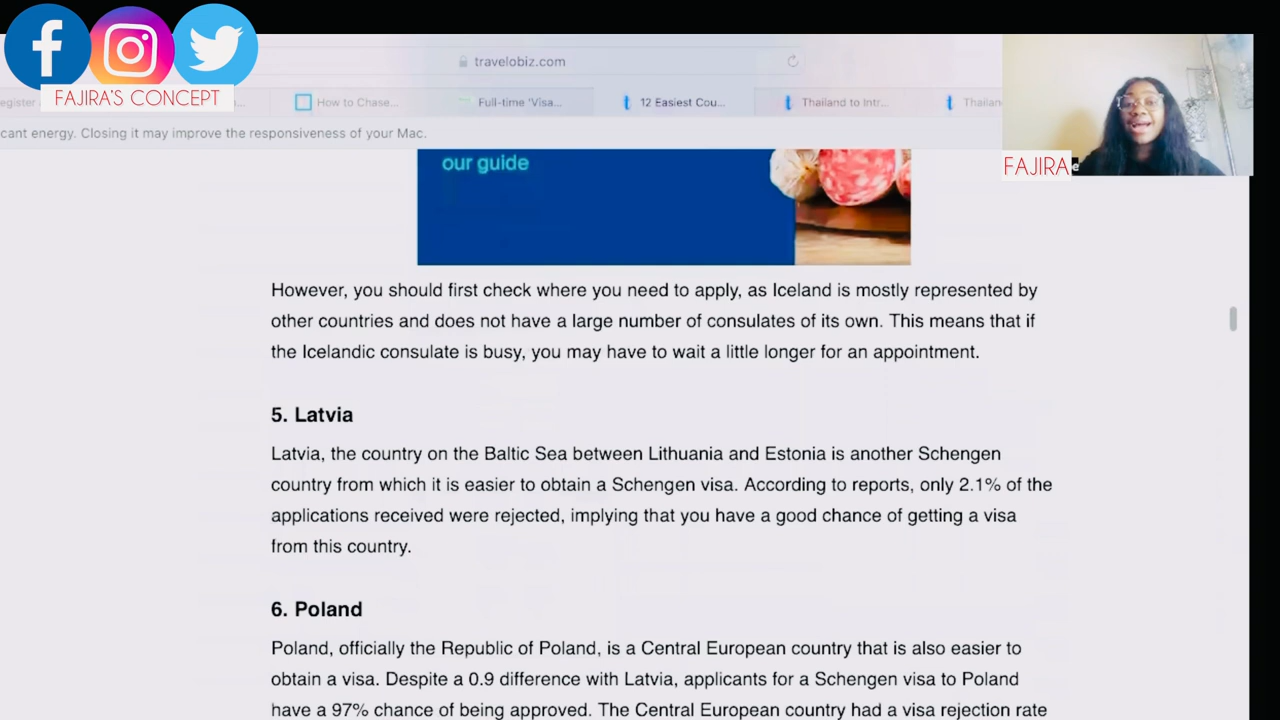 FAJIRA'S CONCEPT
travelobiz.com
egister
How to Chase...
Full-time 'Visa...
12 Easiest Cou...
Thailand to Intr...
Thailan
cant energy. Closing it may improve the responsiveness of your Mac.
FAJIRA
our guide
However, you should first check where you need to apply, as Iceland is mostly represented by
other countries and does not have a large number of consulates of its own. This means that if
the Icelandic consulate is busy, you may have to wait a little longer for an appointment.
5. Latvia
Latvia, the country on the Baltic Sea between Lithuania and Estonia is another Schengen
country from which it is easier to obtain a Schengen visa. According to reports, only 2.1% of the
applications received were rejected, implying that you have a good chance of getting a visa
from this country.
6. Poland
Poland, officially the Republic of Poland, is a Central European country that is also easier to
obtain a visa. Despite a 0.9 difference with Latvia, applicants for a Schengen visa to Poland
have a 97% chance of being approved. The Central European country had a visa rejection rate